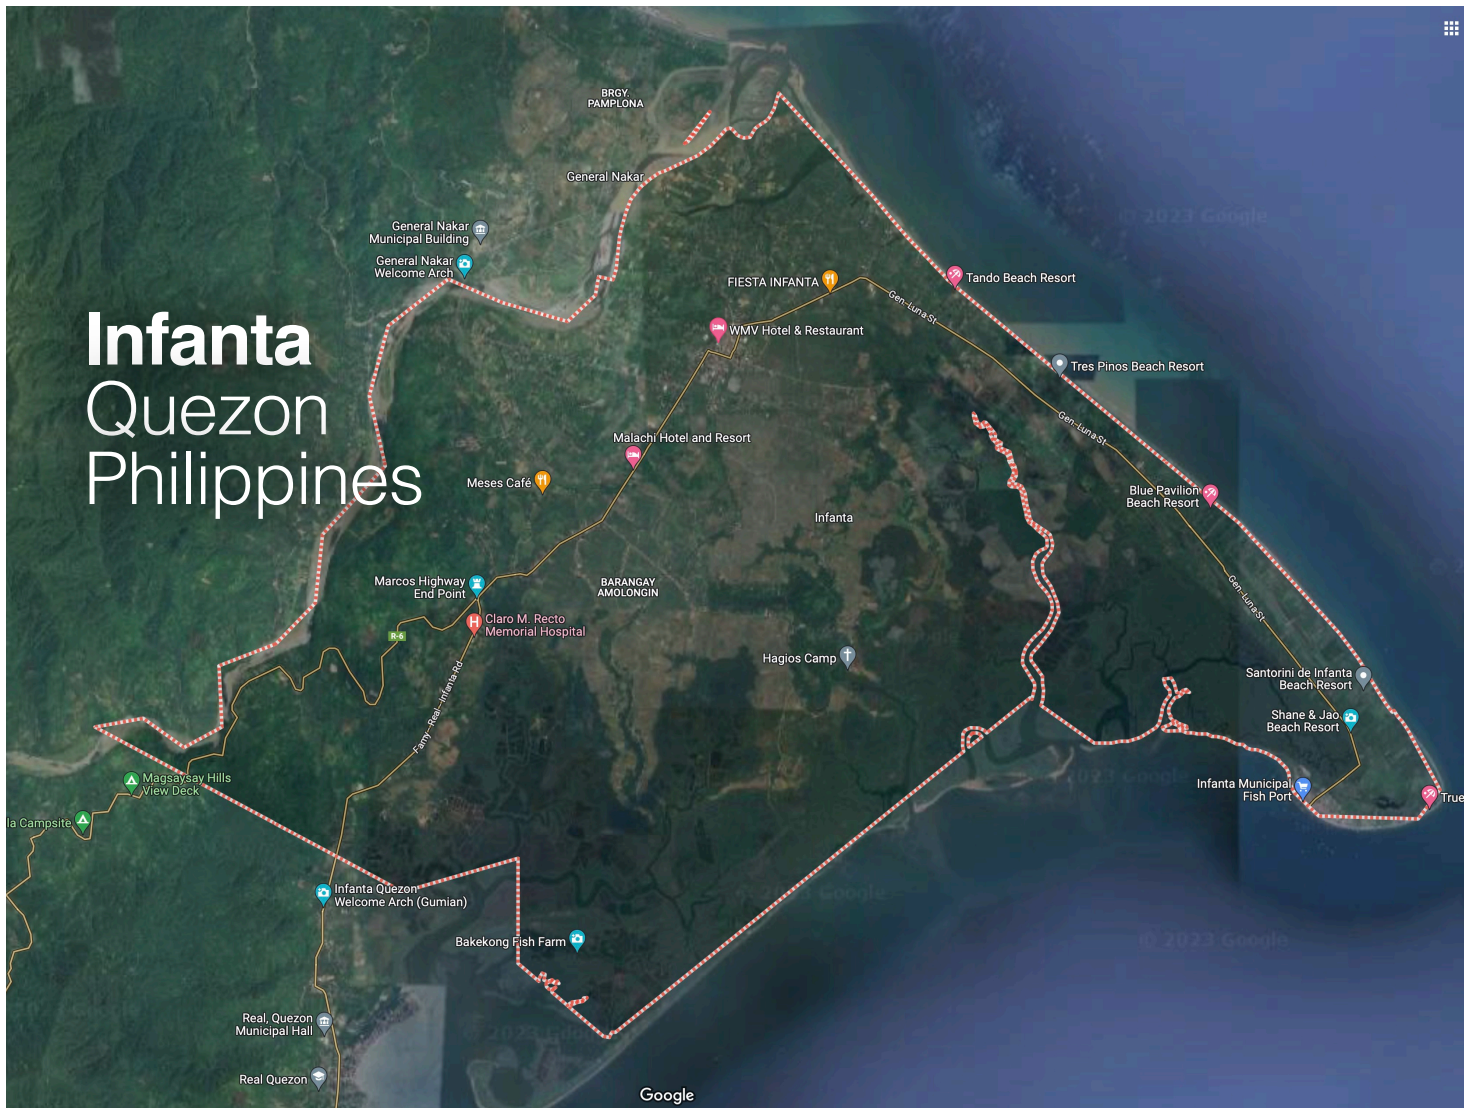 BRGY.
PAMPLONA
© 2023 Google
General Nakar
General Nakar
Municipal Building
General Nakar
Welcome Arch
FIESTA INFANTA
Tando Beach Resort
Gen-Luna-St
Infanta
Quezon
Philippines
WMV Hotel & Restaurant
Tres Pinos Beach Resort
Gen-Luna-St
Malachi Hotel and Resort
Meses Café
Blue Pavilion
Beach Resort
Infanta
Marcos Highway
End Point
BARANGAY
AMOLONGIN
Gen-Luna-St
Claro M. Recto
Memorial Hospital
R-6
Hagios Camp
Famy-Real-Infanta-Rd
Santorini de Infanta
Beach Resort
Shane & Jao
Beach Resort
Magsaysay Hills
View Deck
© 2023 Google
Infanta Municipal
Fish Port
True
la Campsite
Infanta Quezon
Welcome Arch (Gumian)
Bakekong Fish Farm
© 2023 Google
Real, Quezon
Municipal Hall
Real Quezon
Google